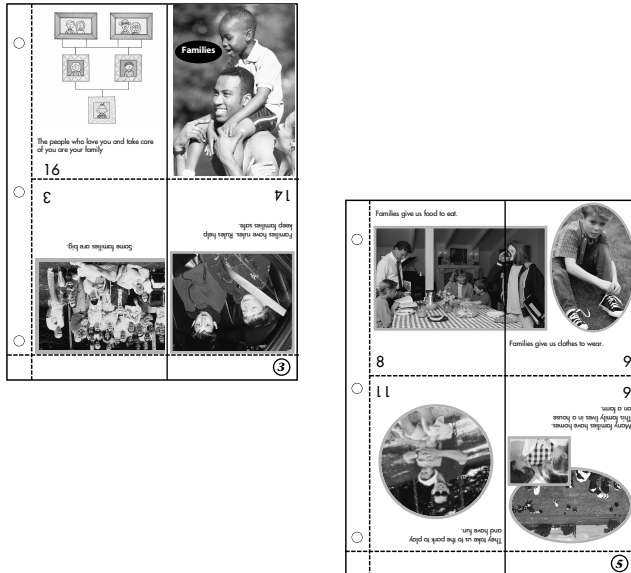 Families
The people who love you and take care
of you are your family
16
3
Some families are big.
14
Families have rules. Rules help
keep families safe.
3
Families give us food to eat.
8
Families give us clothes to wear.
9
11
They take us to the park to play
and have fun.
6
Many families have homes.
This family lives in a house
on a farm.
5